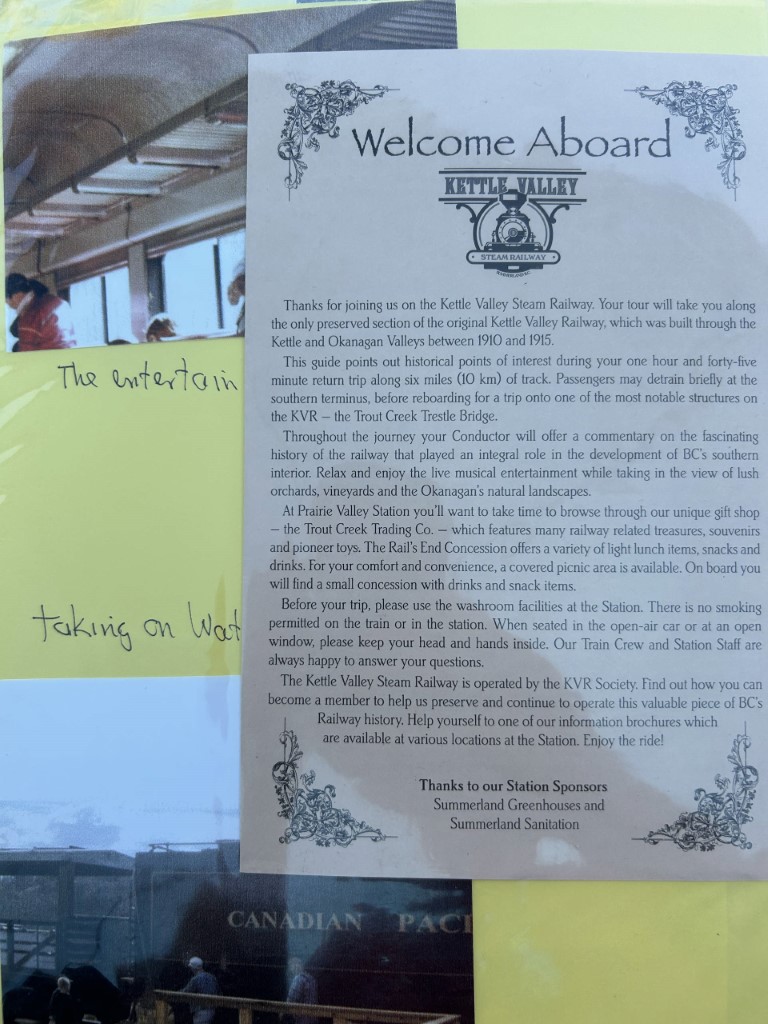 Welcome Aboard
KETTLE VALLEY
STEAM RAILWAY
Thanks for joining us on the Kettle Valley Steam Railway. Your tour will take you along
the only preserved section of the original Kettle Valley Railway, which was built through the
Kettle and Okanagan Valleys between 1910 and 1915.
This guide points out historical points of interest during your one hour and forty-five
minute return trip along six miles (10 km) of track. Passengers may detrain briefly at the
southern terminus, before reboarding for a trip onto one of the most notable structures on
the KVR – the Trout Creek Trestle Bridge.
Throughout the journey your Conductor will offer a commentary on the fascinating
history of the railway that played an integral role in the development of BC's southern
interior. Relax and enjoy the live musical entertainment while taking in the view of lush
orchards, vineyards and the Okanagan's natural landscapes.
At Prairie Valley Station you'll want to take time to browse through our unique gift shop
– the Trout Creek Trading Co. – which features many railway related treasures, souvenirs
and pioneer toys. The Rail's End Concession offers a variety of light lunch items, snacks and
drinks. For your comfort and convenience, a covered picnic area is available. On board you
will find a small concession with drinks and snack items.
Before your trip, please use the washroom facilities at the Station. There is no smoking
permitted on the train or in the station. When seated in the open-air car or at an open
window, please keep your head and hands inside. Our Train Crew and Station Staff are
always happy to answer your questions.
The Kettle Valley Steam Railway is operated by the KVR Society. Find out how you can
become a member to help us preserve and continue to operate this valuable piece of BC's
Railway history. Help yourself to one of our information brochures which
are available at various locations at the Station. Enjoy the ride!
Thanks to our Station Sponsors
Summerland Greenhouses and
Summerland Sanitation
The entertain
taking on Wat
CANADIAN PACI